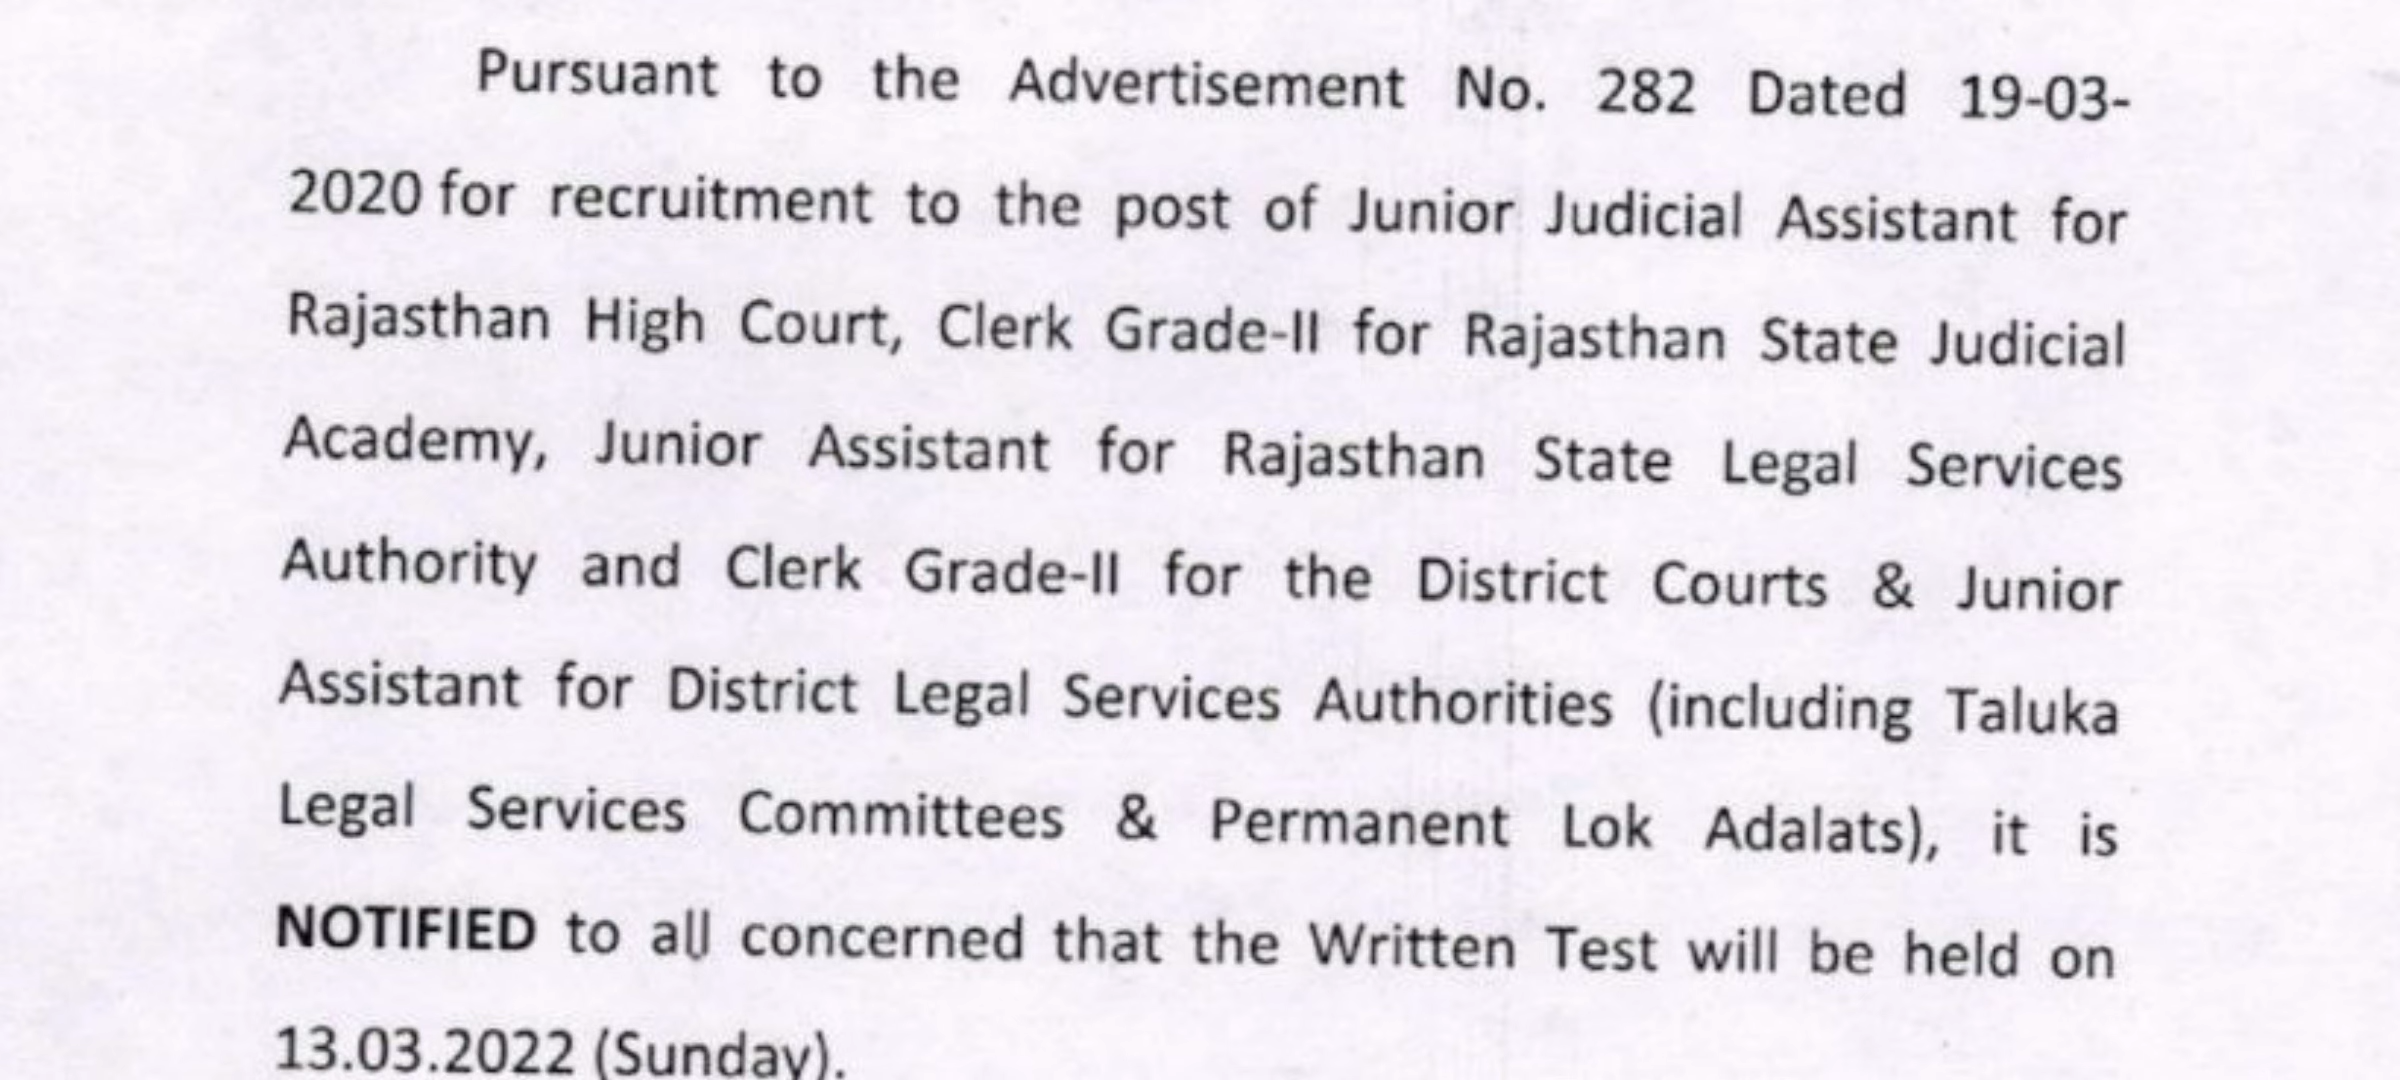 Pursuant to the Advertisement No. 282 Dated 19-03-
2020 for recruitment to the post of Junior Judicial Assistant for
Rajasthan High Court, Clerk Grade-II for Rajasthan State Judicial
Academy, Junior Assistant for Rajasthan State Legal Services
Authority and Clerk Grade-II for the District Courts & Junior
Assistant for District Legal Services Authorities (including Taluka
Legal Services Committees & Permanent Lok Adalats), it is
NOTIFIED to all concerned that the Written Test will be held on
13.03.2022 (Sunday).